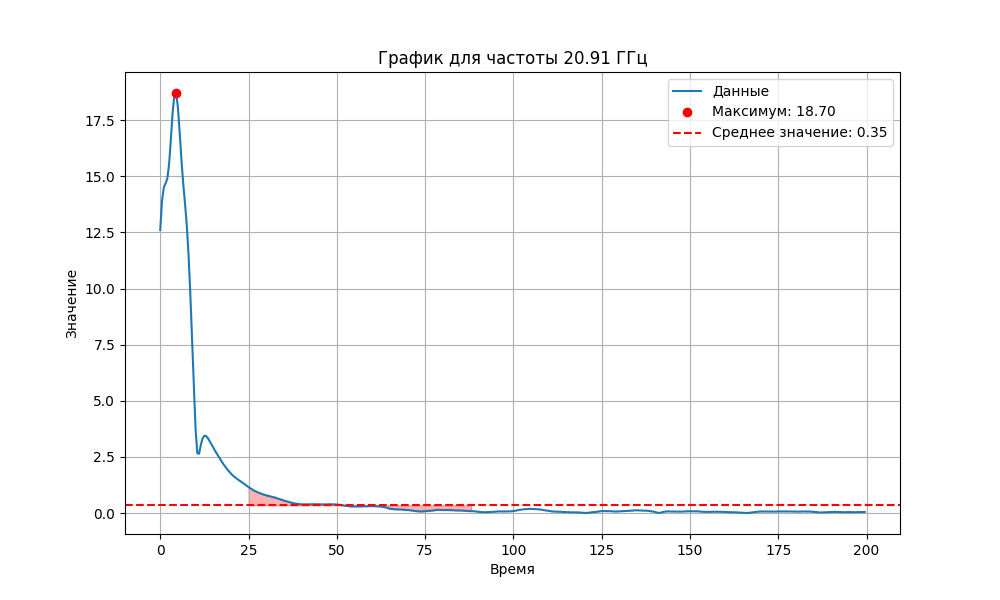 График для частоты 20.91 ГГц
Данные
Максимум: 18.70
Среднее значение: 0.35
Значение
17.5
15.0
12.5
10.0
7.5
5.0
2.5
0.0
0 25 50 75 100 125 150 175 200
Время